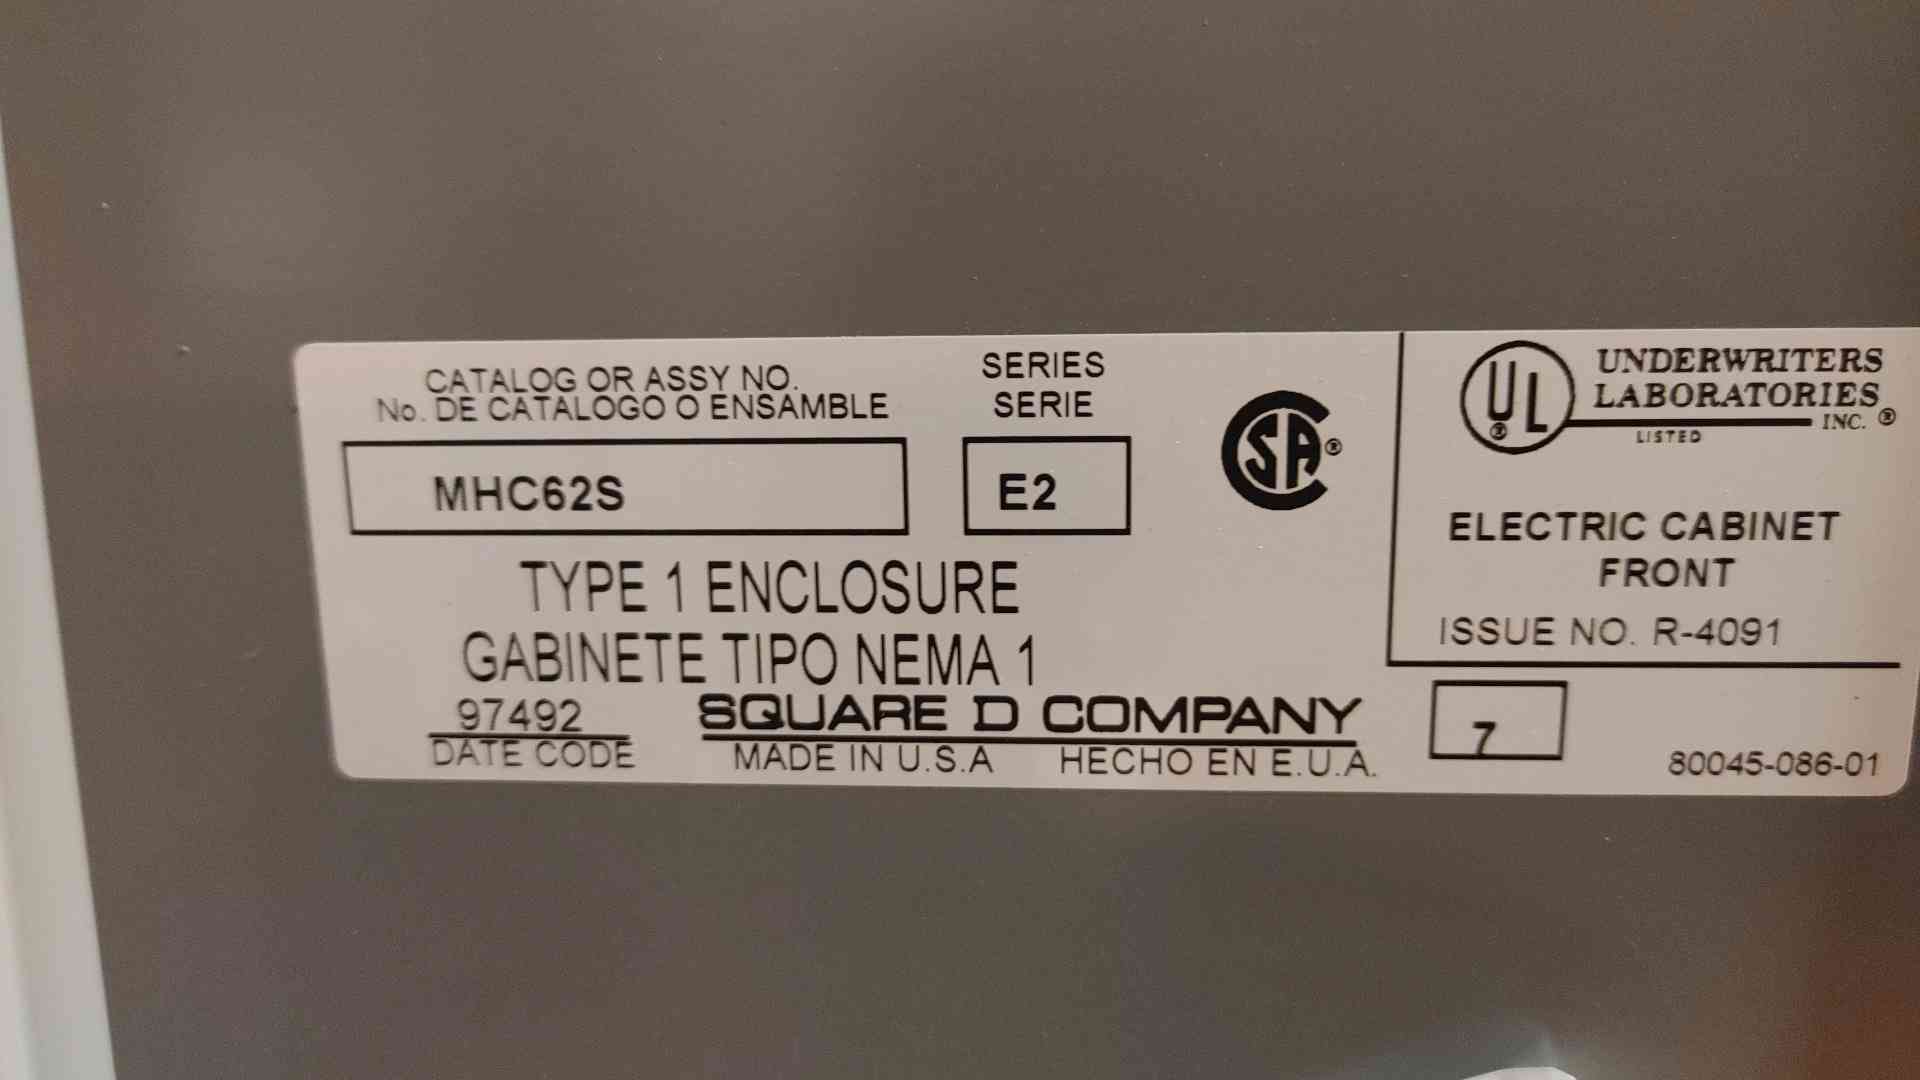 CATALOG OR ASSY NO.
No. DE CATALOGO O ENSAMBLE
MHC62S
SERIES
SERIE
E2
SA ®
TYPE 1 ENCLOSURE
GABINETE TIPO NEMA 1
97492
DATE CODE
SQUARE D COMPANY
MADE IN U.S.A HECHO EN E.U.A.
UL ®
UNDERWRITERS
LABORATORIES
INC. ®
LISTED
ELECTRIC CABINET
FRONT
ISSUE NO. R-4091
7
80045-086-01